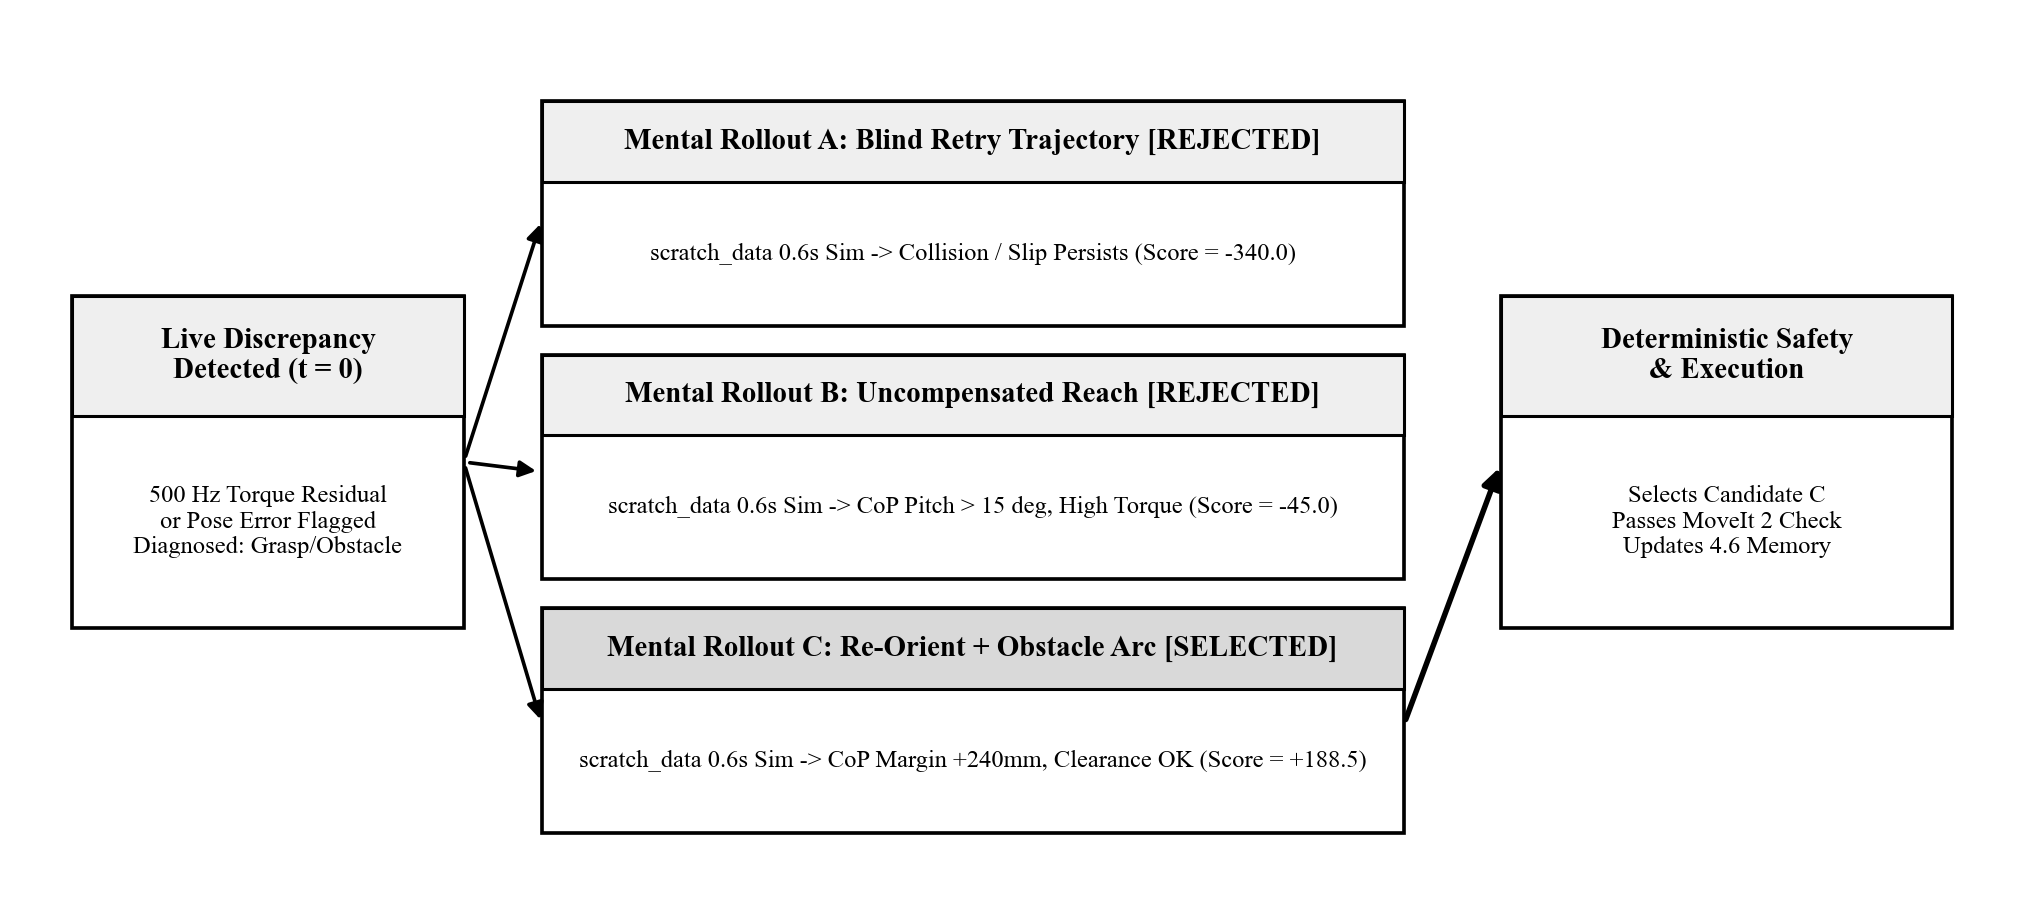 Live Discrepancy
Detected (t = 0)
500 Hz Torque Residual
or Pose Error Flagged
Diagnosed: Grasp/Obstacle
Mental Rollout A: Blind Retry Trajectory [REJECTED]
scratch_data 0.6s Sim -> Collision / Slip Persists (Score = -340.0)
Mental Rollout B: Uncompensated Reach [REJECTED]
scratch_data 0.6s Sim -> CoP Pitch > 15 deg, High Torque (Score = -45.0)
Mental Rollout C: Re-Orient + Obstacle Arc [SELECTED]
scratch_data 0.6s Sim -> CoP Margin +240mm, Clearance OK (Score = +188.5)
Deterministic Safety
& Execution
Selects Candidate C
Passes MoveIt 2 Check
Updates 4.6 Memory